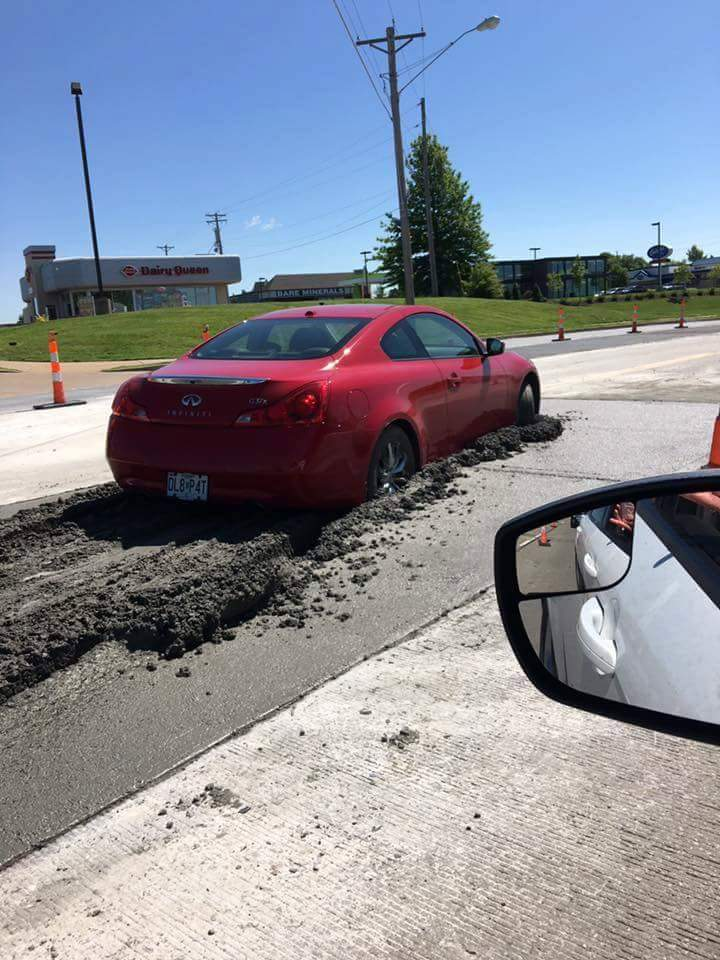 Dairy Queen
BARE MINERALS
INFINITI
G37x
DL8 P4T